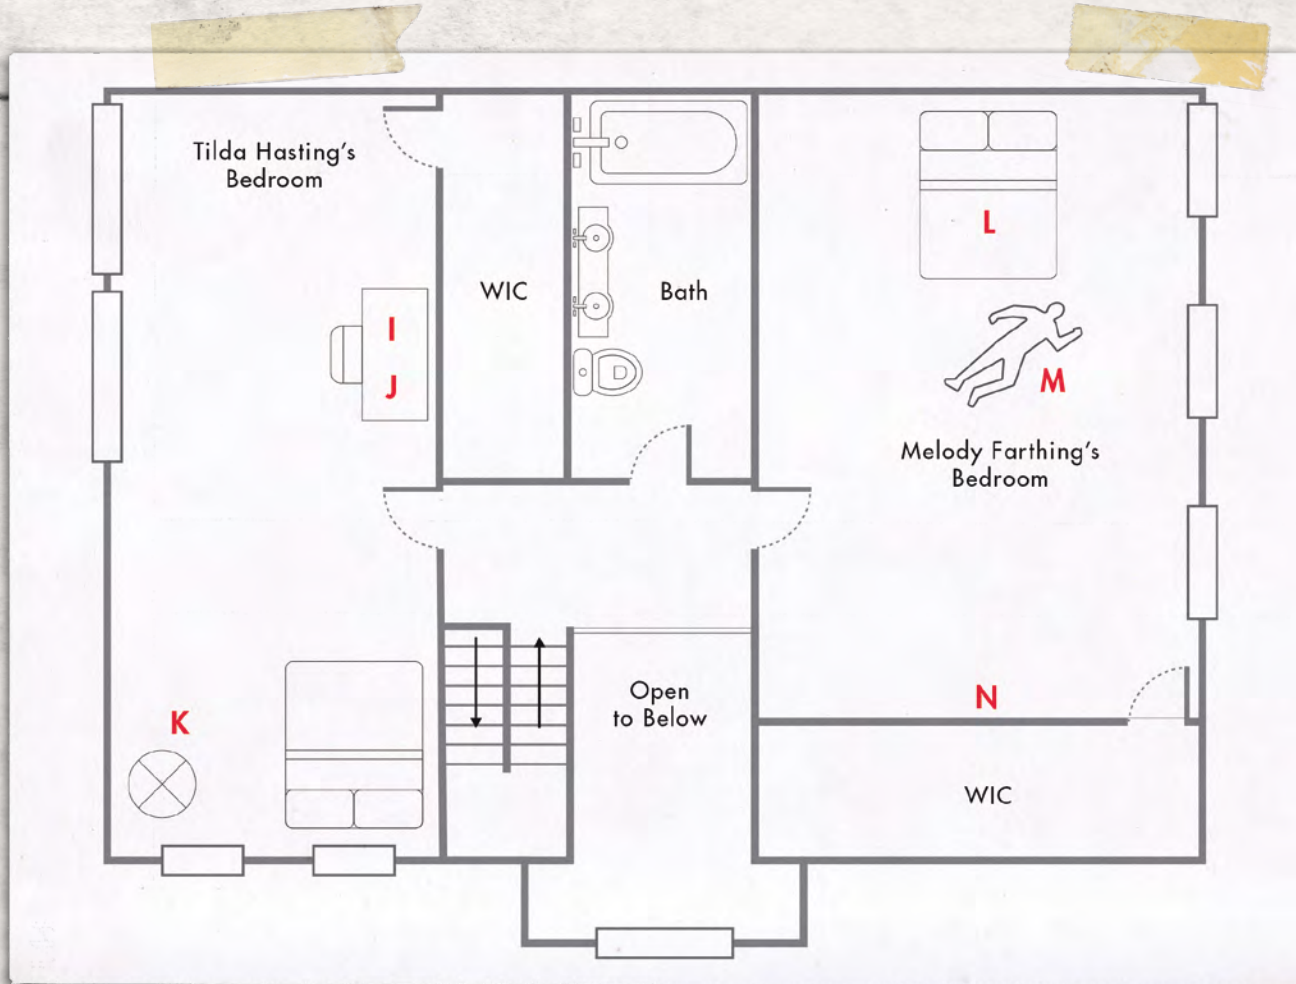 Tilda Hasting's
Bedroom
WIC
Bath
I
J
L
M
Melody Farthing's
Bedroom
K
Open
to Below
N
WIC